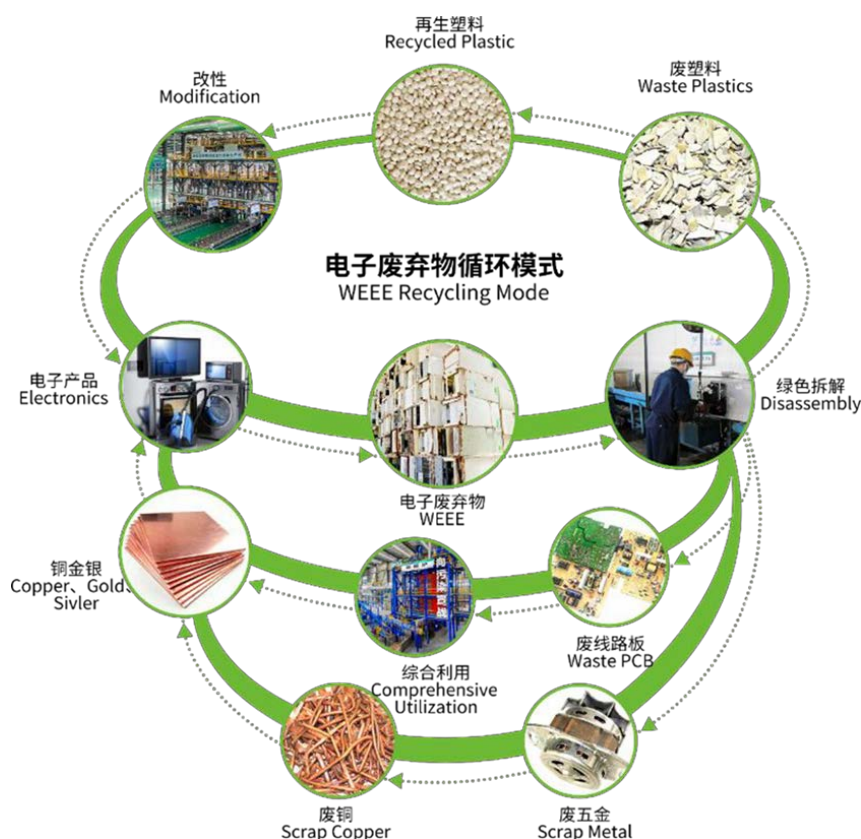 再生塑料
Recycled Plastic
废塑料
Waste Plastics
改性
Modification
电子废弃物循环模式
WEEE Recycling Mode
电子产品
Electronics
绿色拆解
Disassembly
电子废弃物
WEEE
铜金银
Copper、Gold、
Sivler
废线路板
Waste PCB
综合利用
Comprehensive
Utilization
废铜
Scrap Copper
废五金
Scrap Metal